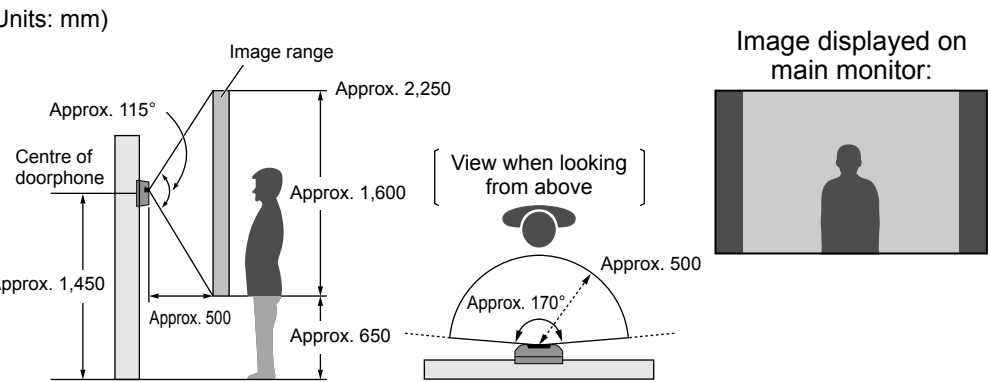 Units: mm)
Image range
Approx. 2,250
Approx. 115°
Centre of
doorphone
Approx. 1,600
Approx. 1,450
Approx. 500
Approx. 650
View when looking
from above
Approx. 500
Approx. 170°
Image displayed on
main monitor: